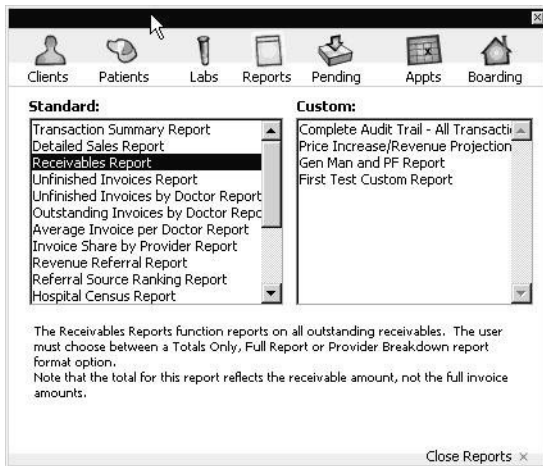 Clients Patients Labs Reports Pending Appts Boarding
Standard:
Transaction Summary Report
Detailed Sales Report
Receivables Report
Unfinished Invoices Report
Unfinished Invoices by Doctor Report
Outstanding Invoices by Doctor Repo
Average Invoice per Doctor Report
Invoice Share by Provider Report
Revenue Referral Report
Referral Source Ranking Report
Hospital Census Report
Custom:
Complete Audit Trail - All Transacti
Price Increase/Revenue Projection
Gen Man and PF Report
First Test Custom Report
The Receivables Reports function reports on all outstanding receivables. The user
must choose between a Totals Only, Full Report or Provider Breakdown report
format option.
Note that the total for this report reflects the receivable amount, not the full invoice
amounts.
Close Reports ×